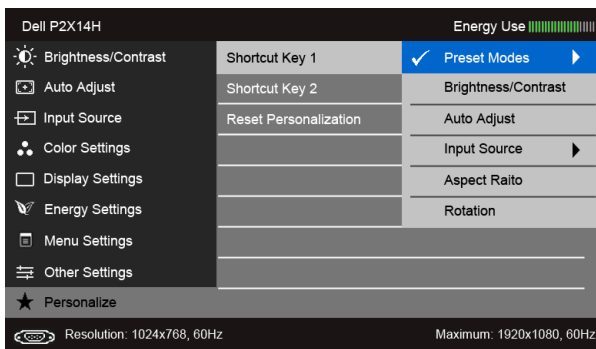 Dell P2X14H
Energy Use
Brightness/Contrast
Auto Adjust
Input Source
Color Settings
Display Settings
Energy Settings
Menu Settings
Other Settings
Personalize
Shortcut Key 1
Shortcut Key 2
Reset Personalization
Preset Modes
Brightness/Contrast
Auto Adjust
Input Source
Aspect Raito
Rotation
Resolution: 1024x768, 60Hz
Maximum: 1920x1080, 60Hz